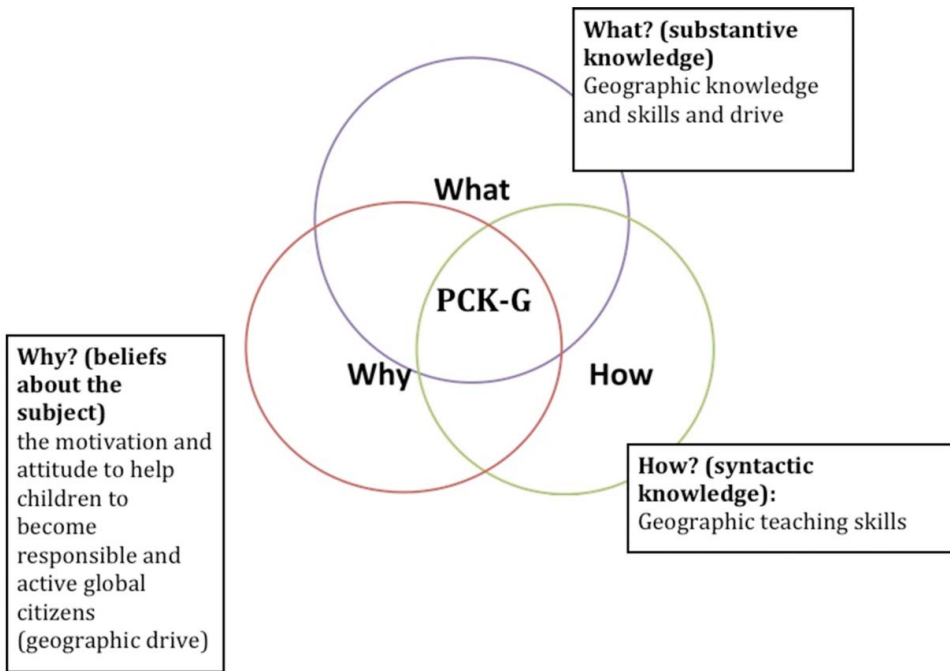 What? (substantive
knowledge)
Geographic knowledge
and skills and drive
What
PCK-G
Why
How
Why? (beliefs
about the
subject)
the motivation and
attitude to help
children to
become
responsible and
active global
citizens
(geographic drive)
How? (syntactic
knowledge):
Geographic teaching skills